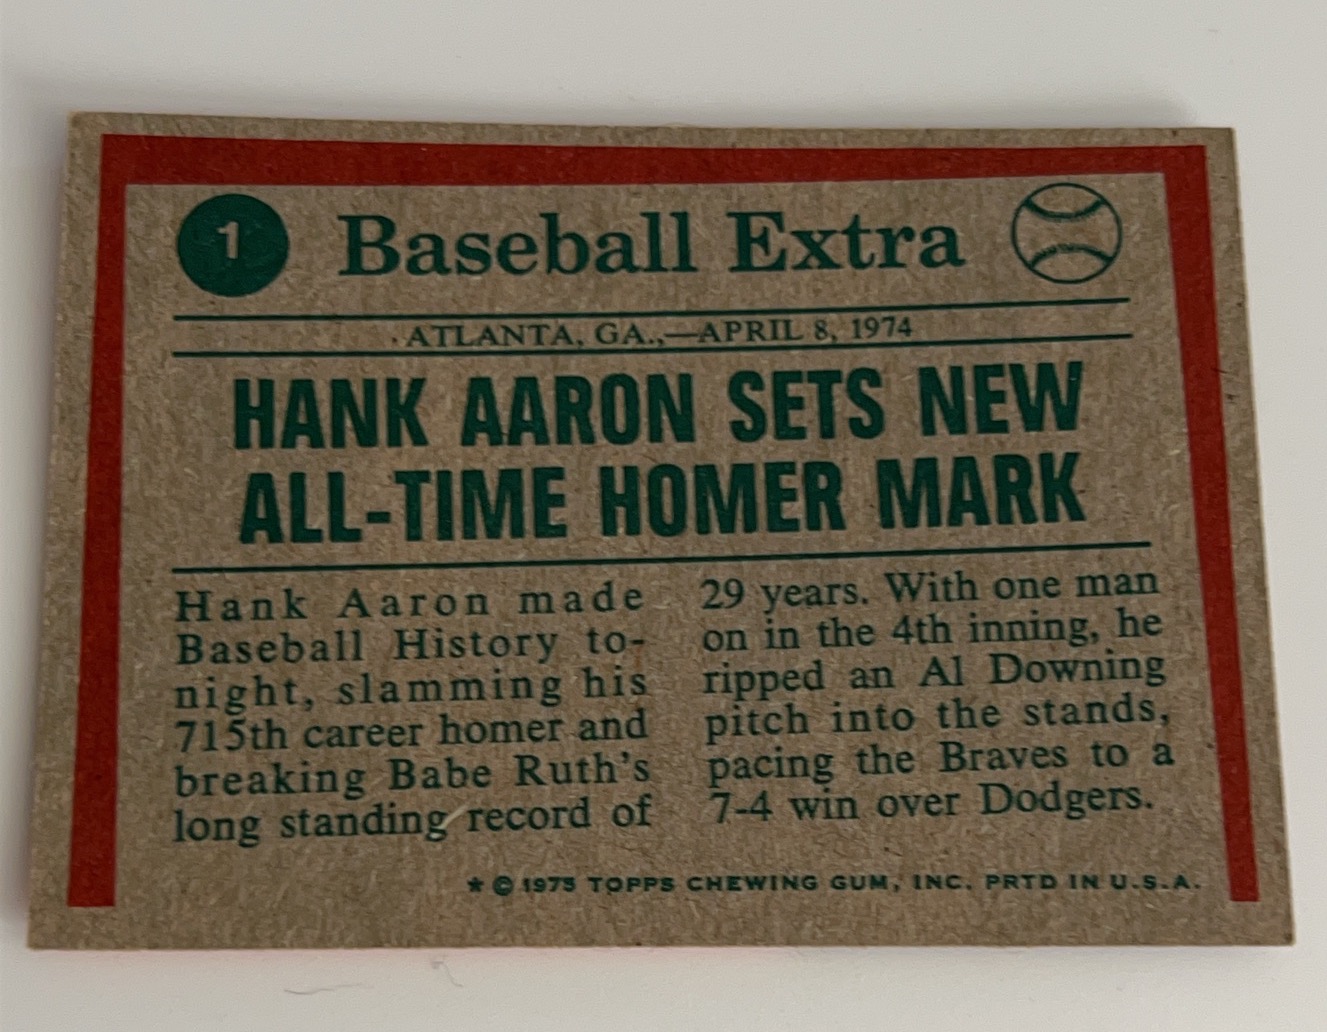 1 Baseball Extra
ATLANTA, GA.,—APRIL 8, 1974
HANK AARON SETS NEW
ALL-TIME HOMER MARK
Hank Aaron made
Baseball History to-
night, slamming his
715th career homer and
breaking Babe Ruth's
long standing record of
29 years. With one man
on in the 4th inning, he
ripped an Al Downing
pitch into the stands,
pacing the Braves to a
7-4 win over Dodgers.
★ © 1975 TOPPS CHEWING GUM, INC. PRTD IN U.S.A.